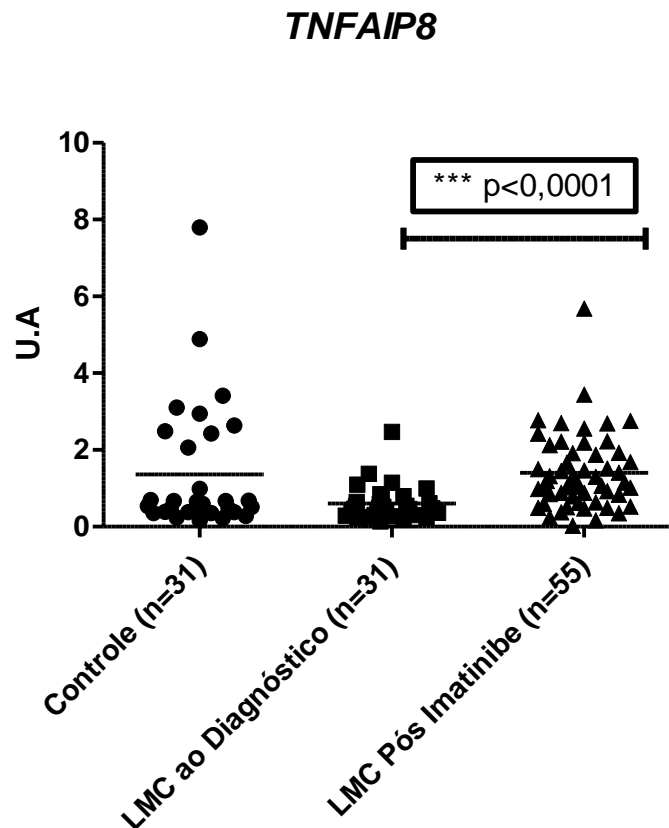 TNFAIP8
10
*** p<0,0001
8
6
U.A
4
2
0
Controle (n=31)
LMC ao Diagnóstico (n=31)
LMC Pós Imatinibe (n=55)